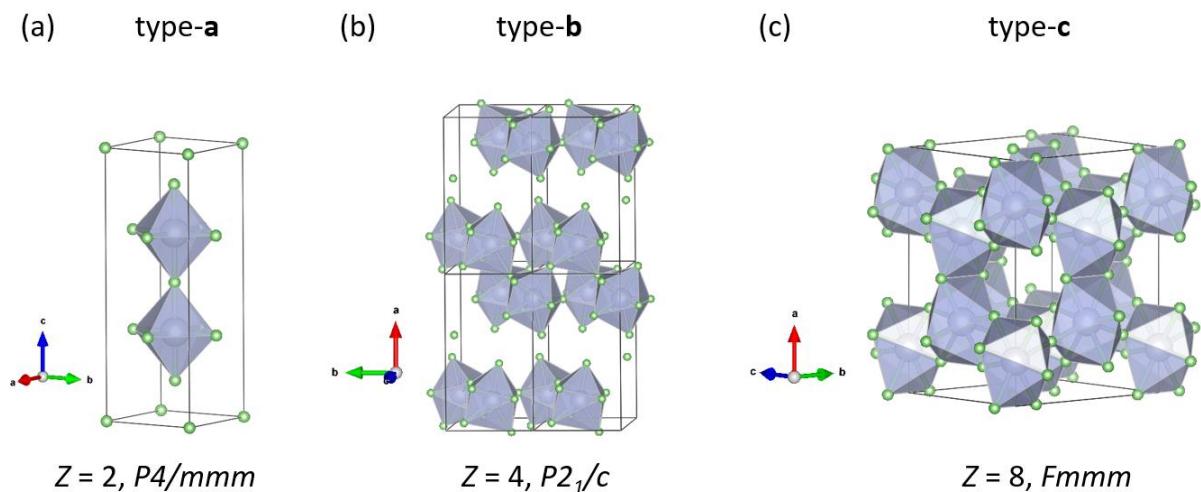 (a) type-a (b) type-b (c) type-c
c
a b
a
b c
a
c b
Z = 2, P4/mmm Z = 4, P2₁/c Z = 8, Fmmm